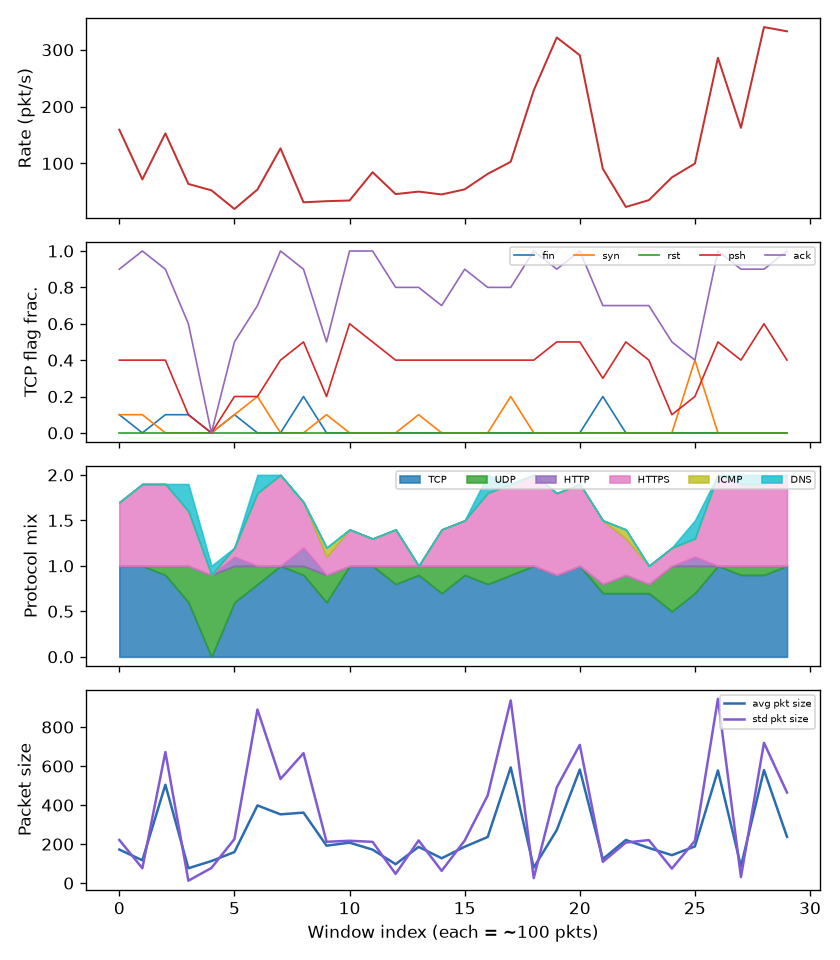 300
200
100
Rate (pkt/s)
1.0
0.8
0.6
0.4
0.2
0.0
TCP flag frac.
fin syn rst psh ack
2.0
1.5
1.0
0.5
0.0
Protocol mix
TCP UDP HTTP HTTPS ICMP DNS
800
600
400
200
0
Packet size
avg pkt size
std pkt size
0 5 10 15 20 25 30
Window index (each = ~100 pkts)